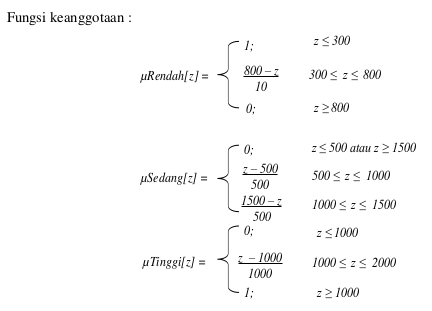 Fungsi keanggotaan :
1; z ≤ 300
μRendah[z] = 800 – z / 10 300 ≤ z ≤ 800
0; z ≥ 800
0; z ≤ 500 atau z ≥ 1500
μSedang[z] = z – 500 / 500 500 ≤ z ≤ 1000
1500 – z / 500 1000 ≤ z ≤ 1500
0; z ≤ 1000
μTinggi[z] = z – 1000 / 1000 1000 ≤ z ≤ 2000
1; z ≥ 1000